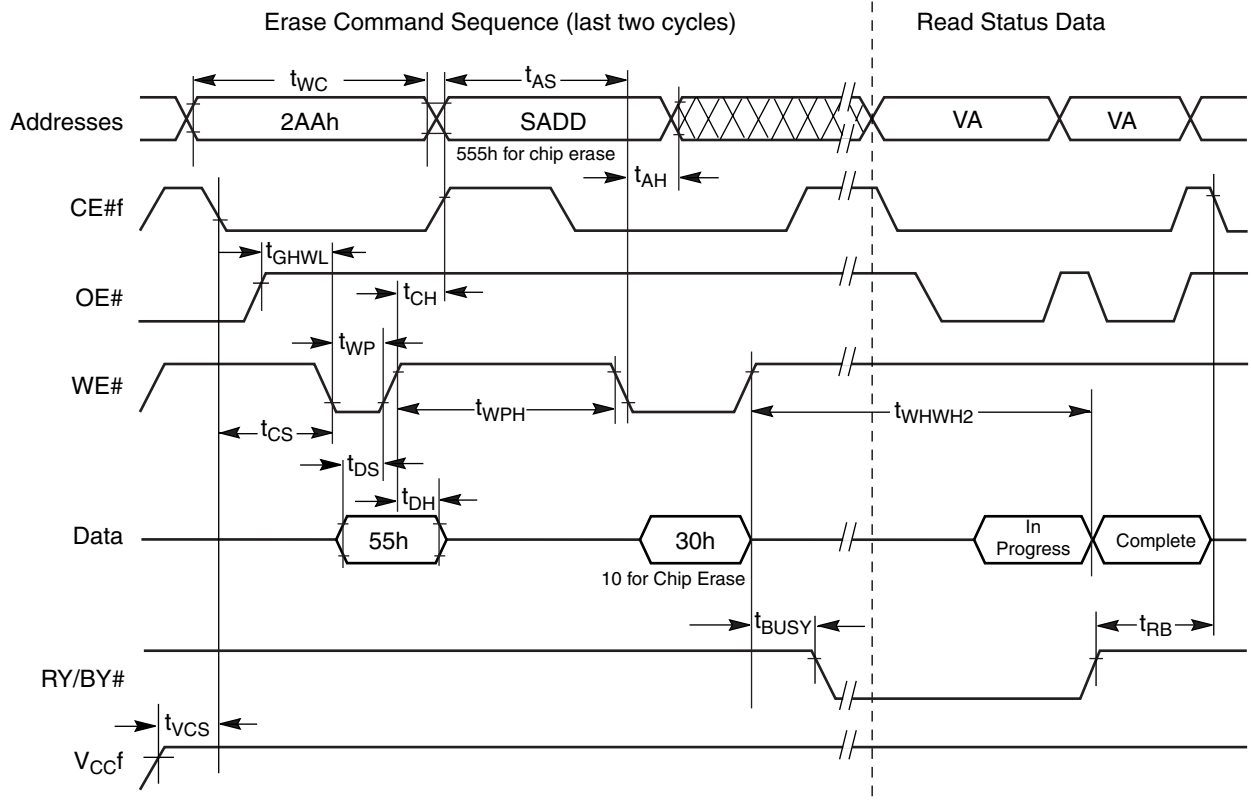 Erase Command Sequence (last two cycles)
Read Status Data
tWC
tAS
Addresses
2AAh
SADD
VA
VA
555h for chip erase
tAH
CE#f
tGHWL
OE#
tCH
tWP
WE#
tWPH
tWHWH2
tCS
tDS
tDH
Data
55h
30h
In
Progress
Complete
10 for Chip Erase
tBUSY
tRB
RY/BY#
tVCS
VCCf